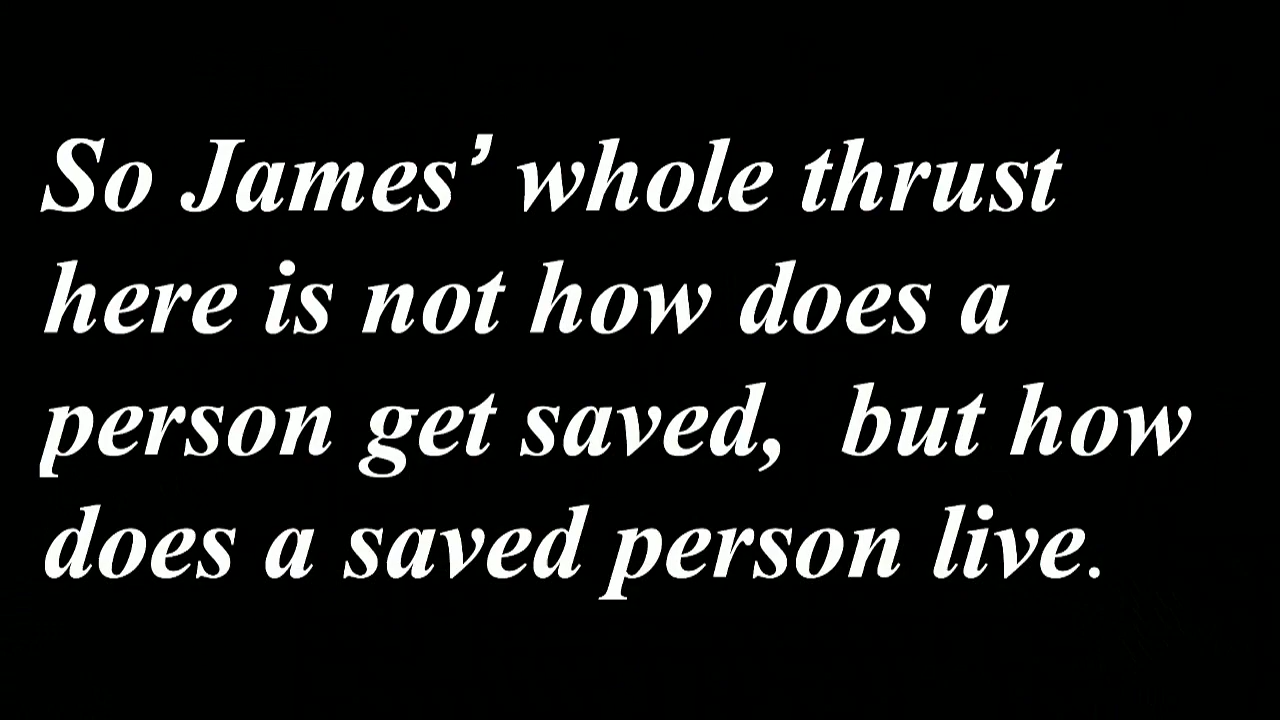 So James’ whole thrust
here is not how does a
person get saved,  but how
does a saved person live.